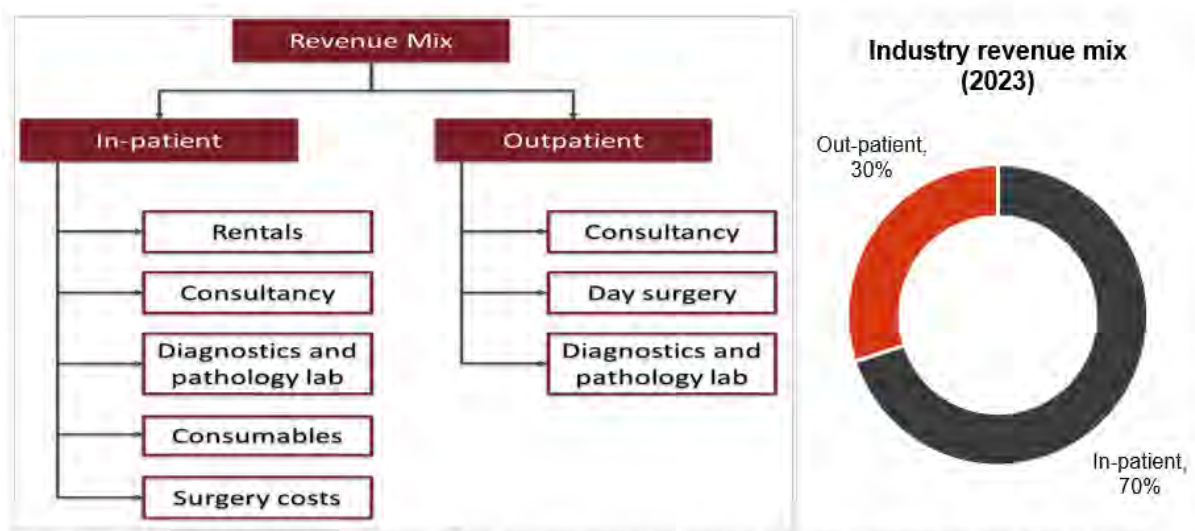 Revenue Mix
In-patient
Rentals
Consultancy
Diagnostics and
pathology lab
Consumables
Surgery costs
Outpatient
Consultancy
Day surgery
Diagnostics and
pathology lab
Industry revenue mix
(2023)
Out-patient,
30%
In-patient,
70%